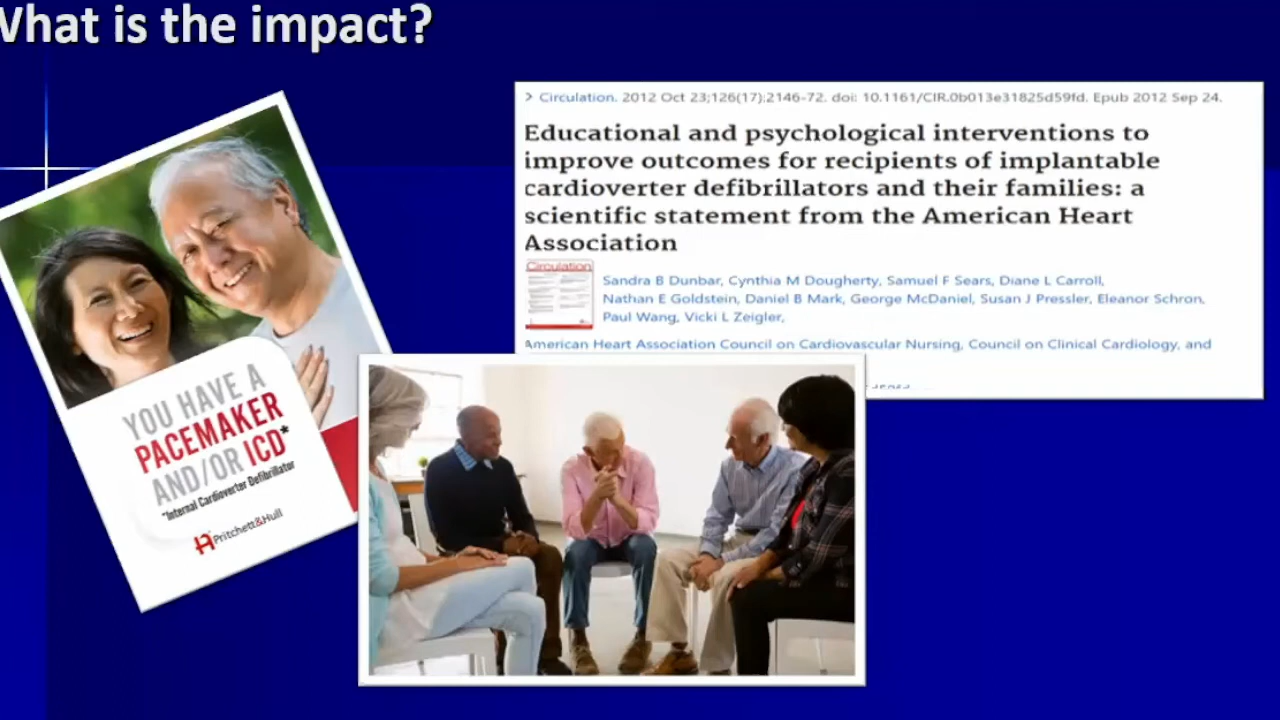 What is the impact?
> Circulation. 2012 Oct 23;126(17):2146-72. doi: 10.1161/CIR.0b013e31825d59fd. Epub 2012 Sep 24.
Educational and psychological interventions to
improve outcomes for recipients of implantable
cardioverter defibrillators and their families: a
scientific statement from the American Heart
Association
Circulation
Sandra B Dunbar, Cynthia M Dougherty, Samuel F Sears, Diane L Carroll,
Nathan E Goldstein, Daniel B Mark, George McDaniel, Susan J Pressler, Eleanor Schron,
Paul Wang, Vicki L Zeigler,
American Heart Association Council on Cardiovascular Nursing, Council on Clinical Cardiology, and
YOU HAVE A
PACEMAKER
AND/OR ICD*
*Internal Cardioverter Defibrillator
Pritchett&Hull